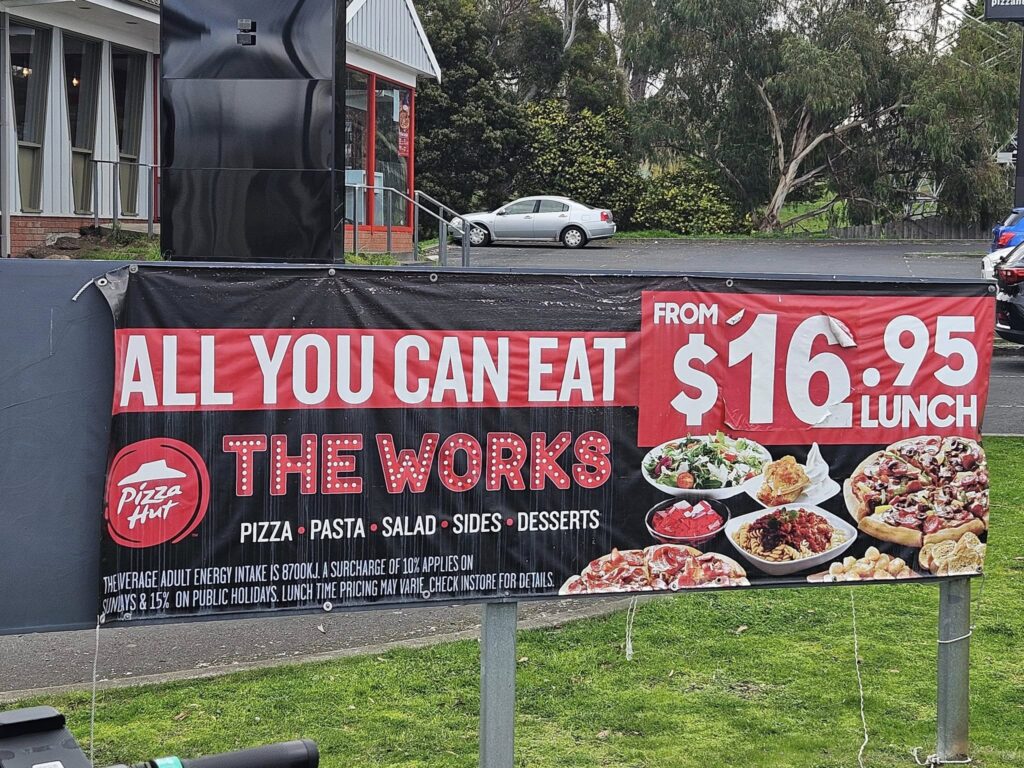 pizzahut
ALL YOU CAN EAT
FROM
$16.95
LUNCH
THE WORKS
Pizza
Hut
PIZZA • PASTA • SALAD • SIDES • DESSERTS
THE AVERAGE ADULT ENERGY INTAKE IS 8700KJ. A SURCHARGE OF 10% APPLIES ON
SUNDAYS & 15% ON PUBLIC HOLIDAYS. LUNCH TIME PRICING MAY VARIE, CHECK INSTORE FOR DETAILS.